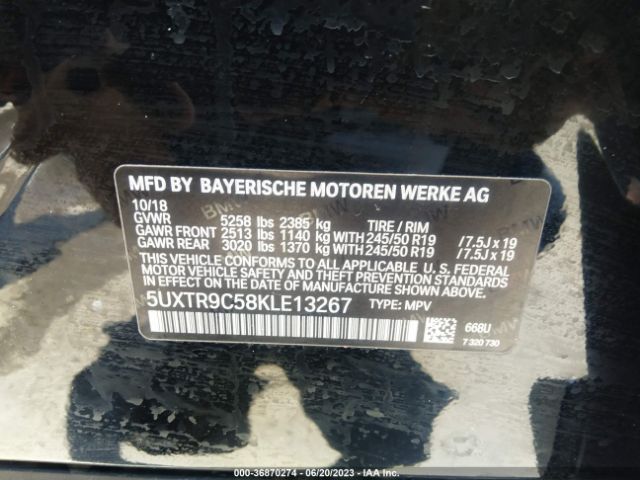 MFD BY BAYERISCHE MOTOREN WERKE AG
10/18
GVWR 5258 lbs 2385 kg TIRE / RIM
GAWR FRONT 2513 lbs 1140 kg WITH 245/50 R19 /7.5J x 19
GAWR REAR 3020 lbs 1370 kg WITH 245/50 R19 /7.5J x 19
THIS VEHICLE CONFORMS TO ALL APPLICABLE U. S. FEDERAL
MOTOR VEHICLE SAFETY, BUMPER, AND THEFT PREVENTION
STANDARDS IN EFFECT ON THE DATE OF MANUFACTURE SHOWN ABOVE.
5UXTR9C58KLE13267 TYPE: MPV
668U
7 320 730
000-36870274 - 06/20/2023 - IAA Inc.